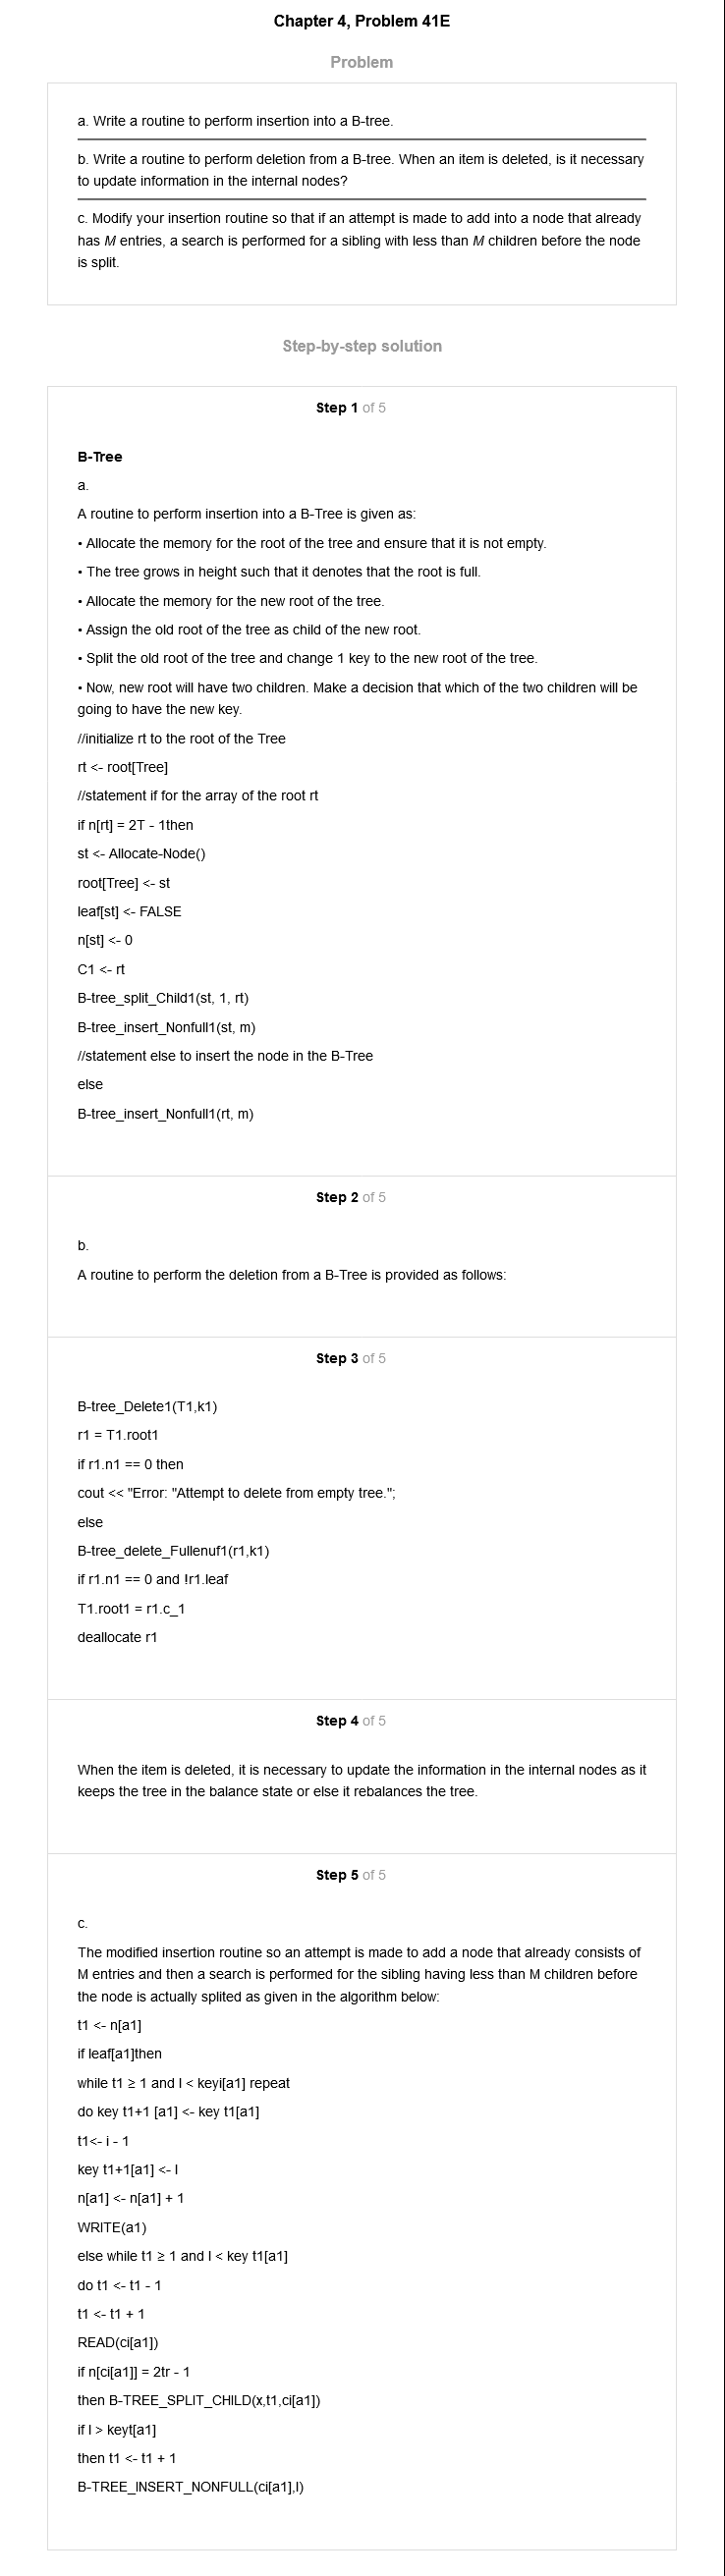 Chapter 4, Problem 41E
Problem
a. Write a routine to perform insertion into a B-tree.
b. Write a routine to perform deletion from a B-tree. When an item is deleted, is it necessary
to update information in the internal nodes?
c. Modify your insertion routine so that if an attempt is made to add into a node that already
has M entries, a search is performed for a sibling with less than M children before the node
is split.
Step-by-step solution
Step 1 of 5
B-Tree
a.
A routine to perform insertion into a B-Tree is given as:
• Allocate the memory for the root of the tree and ensure that it is not empty.
• The tree grows in height such that it denotes that the root is full.
• Allocate the memory for the new root of the tree.
• Assign the old root of the tree as child of the new root.
• Split the old root of the tree and change 1 key to the new root of the tree.
• Now, new root will have two children. Make a decision that which of the two children will be
going to have the new key.
//initialize rt to the root of the Tree
rt <- root[Tree]
//statement if for the array of the root rt
if n[rt] = 2T - 1then
st <- Allocate-Node()
root[Tree] <- st
leaf[st] <- FALSE
n[st] <- 0
C1 <- rt
B-tree_split_Child1(st, 1, rt)
B-tree_insert_Nonfull1(st, m)
//statement else to insert the node in the B-Tree
else
B-tree_insert_Nonfull1(rt, m)
Step 2 of 5
b.
A routine to perform the deletion from a B-Tree is provided as follows:
Step 3 of 5
B-tree_Delete1(T1,k1)
r1 = T1.root1
if r1.n1 == 0 then
cout << "Error: "Attempt to delete from empty tree.";
else
B-tree_delete_Fullenuf1(r1,k1)
if r1.n1 == 0 and !r1.leaf
T1.root1 = r1.c_1
deallocate r1
Step 4 of 5
When the item is deleted, it is necessary to update the information in the internal nodes as it
keeps the tree in the balance state or else it rebalances the tree.
Step 5 of 5
c.
The modified insertion routine so an attempt is made to add a node that already consists of
M entries and then a search is performed for the sibling having less than M children before
the node is actually splited as given in the algorithm below:
t1 <- n[a1]
if leaf[a1]then
while t1 ≥ 1 and l < keyi[a1] repeat
do key t1+1 [a1] <- key t1[a1]
t1<- i - 1
key t1+1[a1] <- l
n[a1] <- n[a1] + 1
WRITE(a1)
else while t1 ≥ 1 and l < key t1[a1]
do t1 <- t1 - 1
t1 <- t1 + 1
READ(ci[a1])
if n[ci[a1]] = 2tr - 1
then B-TREE_SPLIT_CHILD(x,t1,ci[a1])
if l > keyt[a1]
then t1 <- t1 + 1
B-TREE_INSERT_NONFULL(ci[a1],l)